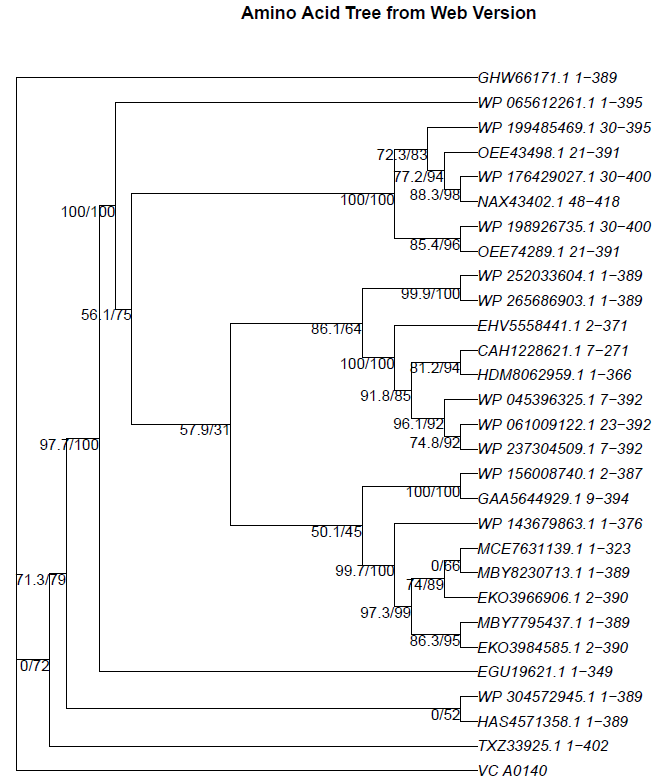 Amino Acid Tree from Web Version
GHW66171.1 1−389
WP 065612261.1 1−395
WP 199485469.1 30−395
72.3/83
OEE43498.1 21−391
77.2/94
WP 176429027.1 30−400
88.3/98
100/100
NAX43402.1 48−418
100/100
WP 198926735.1 30−400
85.4/96
OEE74289.1 21−391
WP 252033604.1 1−389
99.9/100
WP 265686903.1 1−389
56.1/75
86.1/64
EHV5558441.1 2−371
CAH1228621.1 7−271
100/100
81.2/94
HDM8062959.1 1−366
91.8/85
WP 045396325.1 7−392
96.1/92
WP 061009122.1 23−392
57.9/31
74.8/92
WP 237304509.1 7−392
97.7/100
WP 156008740.1 2−387
100/100
GAA5644929.1 9−394
WP 143679863.1 1−376
50.1/45
MCE7631139.1 1−323
0/66
MBY8230713.1 1−389
99.7/100
71.3/79
74/89
EKO3966906.1 2−390
97.3/99
MBY7795437.1 1−389
86.3/95
EKO3984585.1 2−390
0/72
EGU19621.1 1−349
WP 304572945.1 1−389
0/52
HAS4571358.1 1−389
TXZ33925.1 1−402
VC A0140